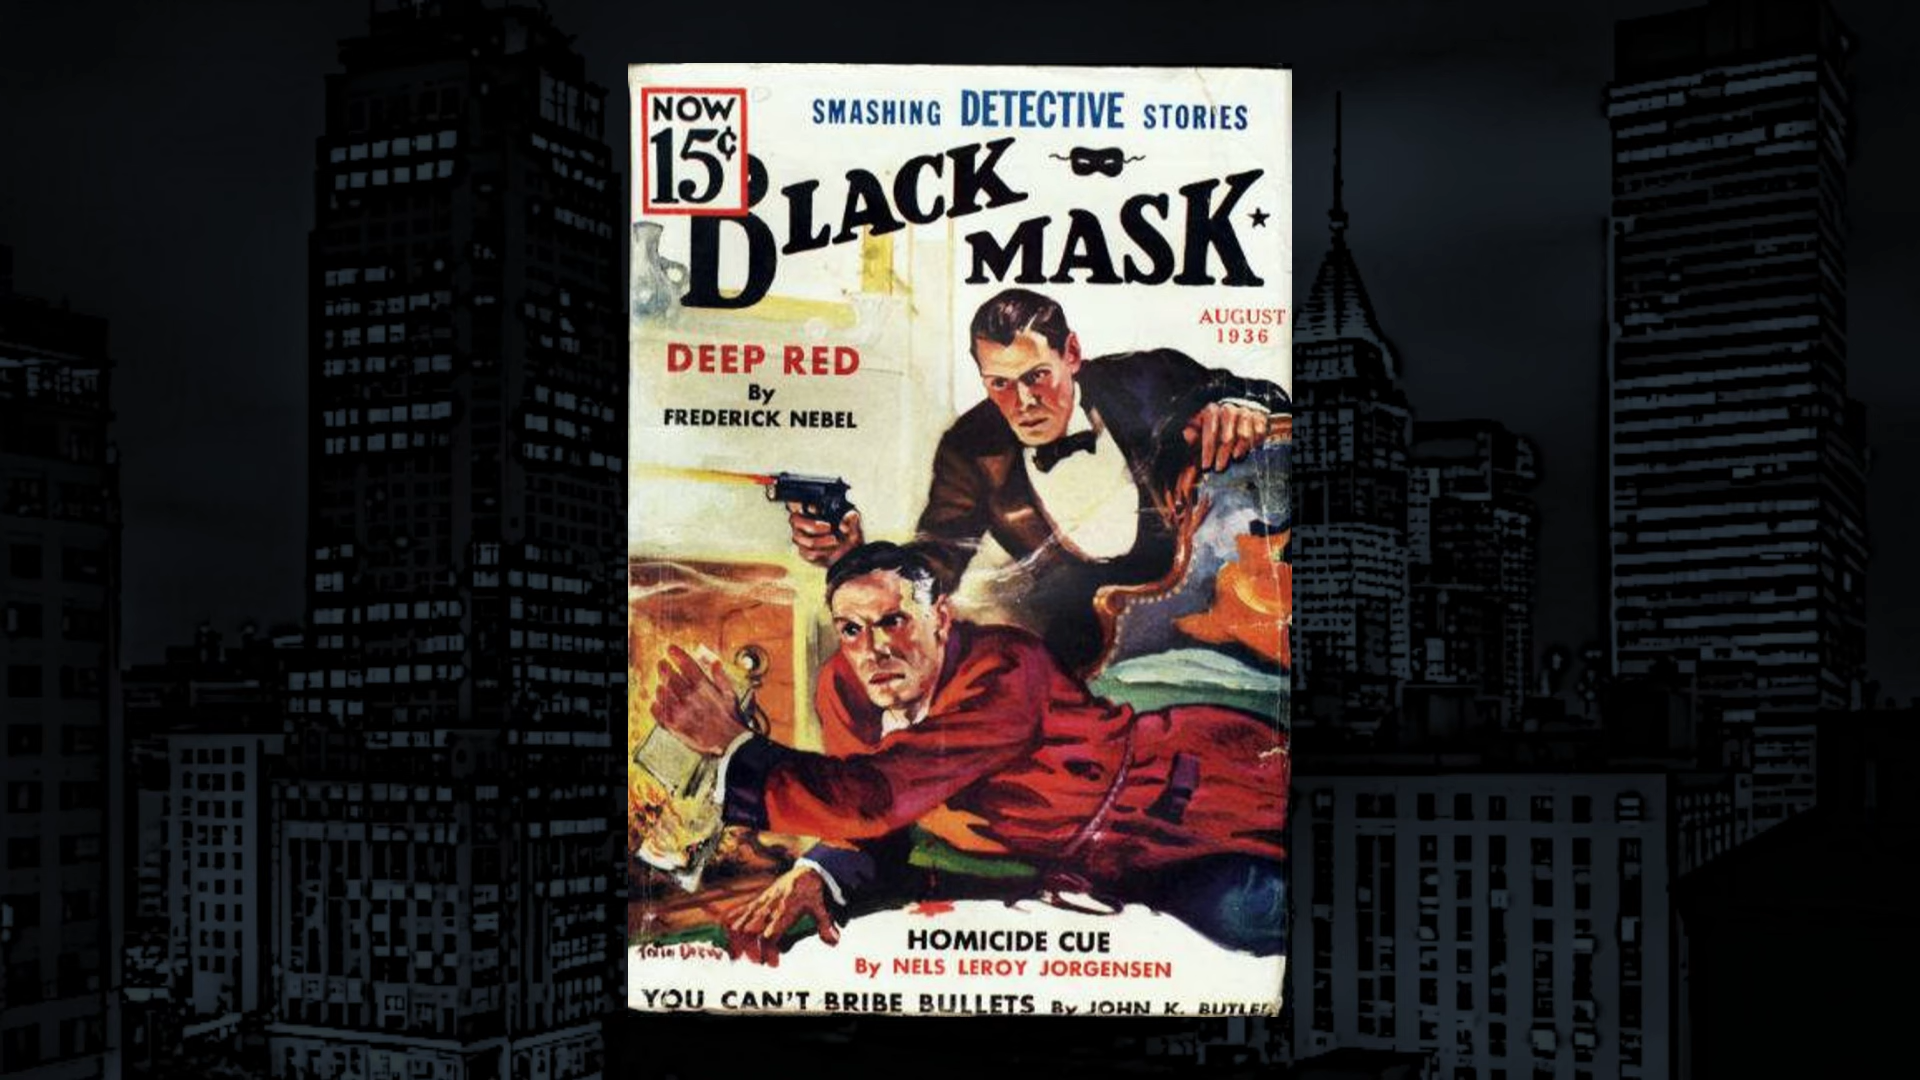 NOW
15¢
SMASHING DETECTIVE STORIES
BLACK
MASK
AUGUST
1936
DEEP RED
By
FREDERICK NEBEL
HOMICIDE CUE
By NELS LEROY JORGENSEN
YOU CAN'T BRIBE BULLETS By JOHN K. BUTLER